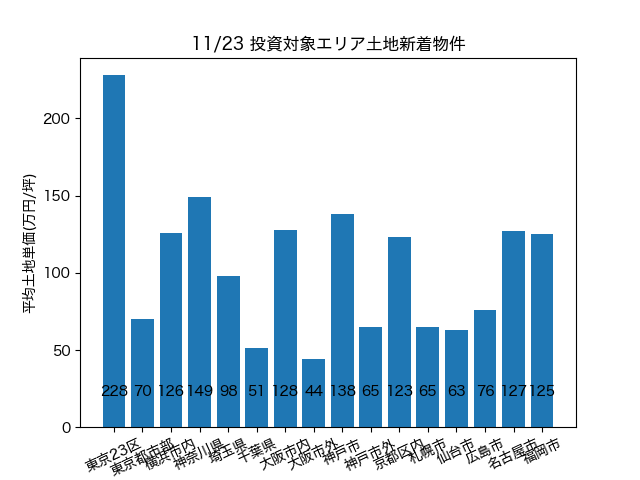 11/23 投資対象エリア土地新着物件
平均土地単価(万円/坪)
200
150
100
50
0
228 70 126 149 98 51 128 44 138 65 123 65 63 76 127 125
東京23区 東京都市部 横浜市内 神奈川県 埼玉県 千葉県 大阪市内 大阪市外 神戸市 神戸市外 京都区内 札幌市 仙台市 広島市 名古屋市 福岡市